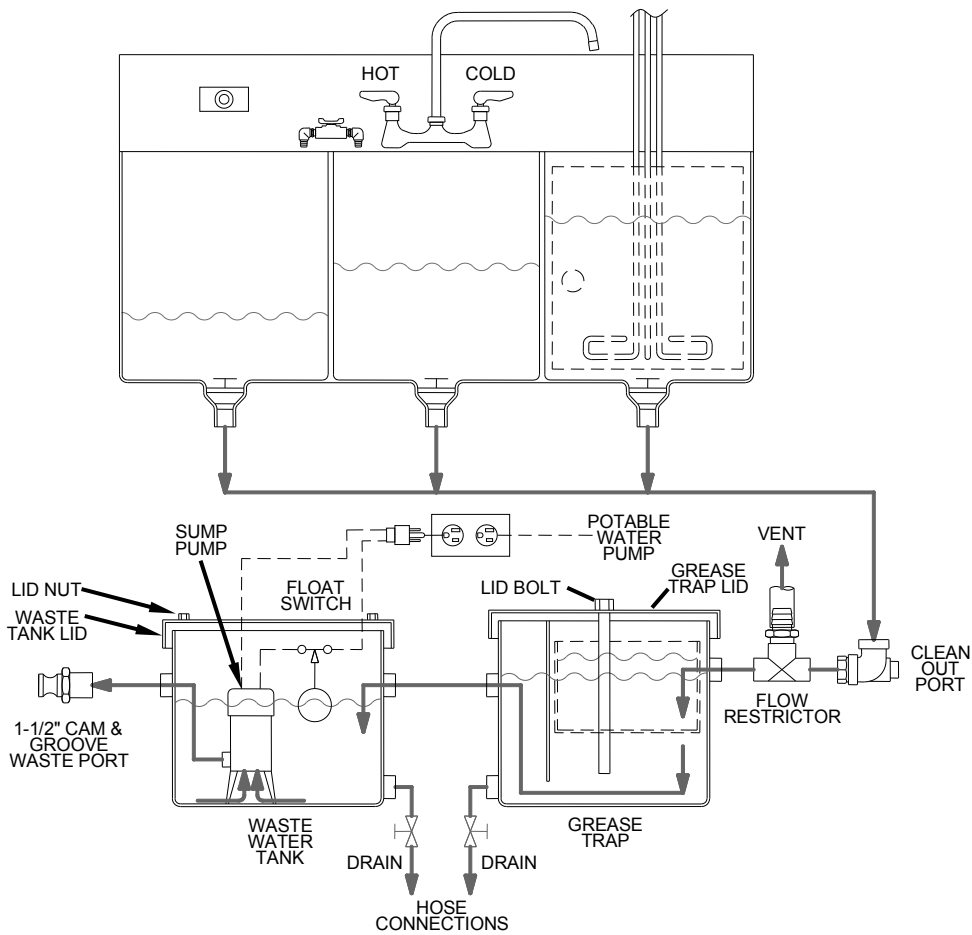 HOT
COLD
SUMP
PUMP
POTABLE
WATER
PUMP
VENT
LID NUT
FLOAT
SWITCH
LID BOLT
GREASE
TRAP LID
WASTE
TANK LID
CLEAN
OUT
PORT
FLOW
RESTRICTOR
1-1/2" CAM &
GROOVE
WASTE PORT
WASTE
WATER
TANK
GREASE
TRAP
DRAIN
DRAIN
HOSE
CONNECTIONS